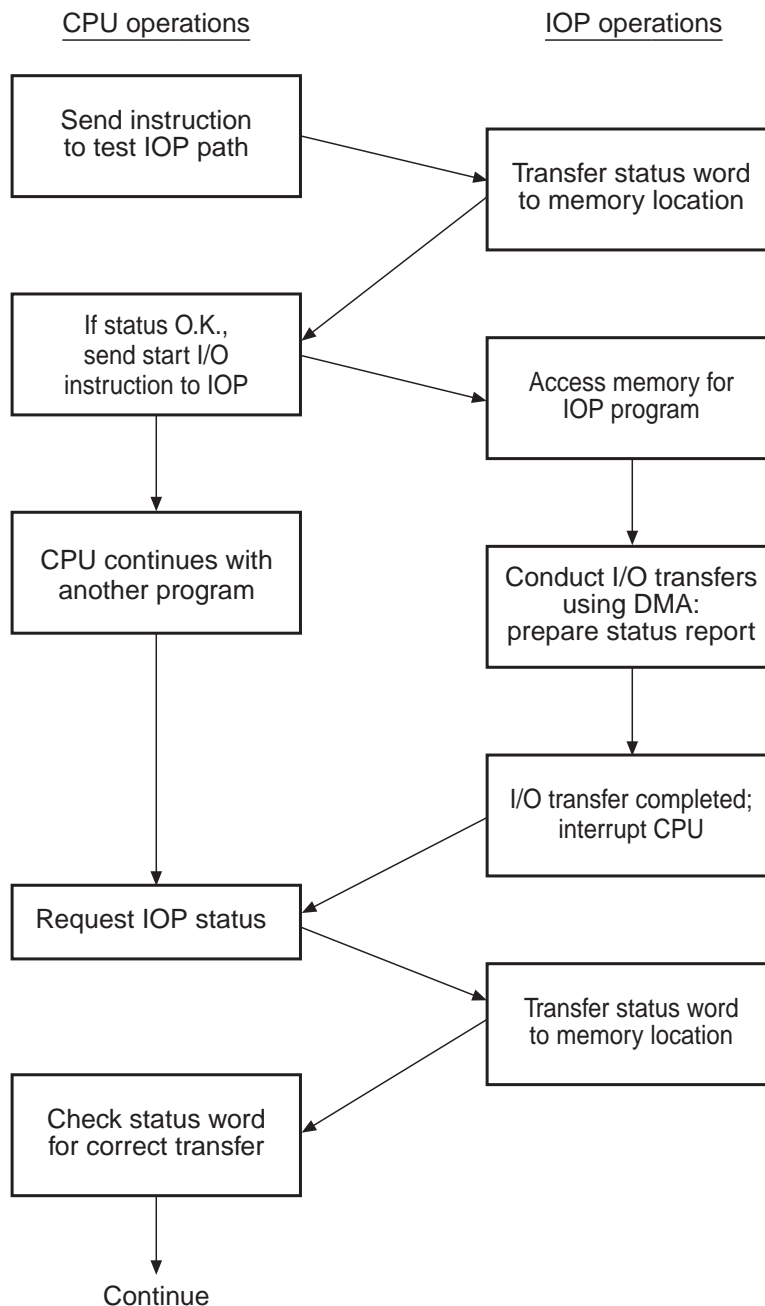 CPU operations
IOP operations
Send instruction
to test IOP path
Transfer status word
to memory location
If status O.K.,
send start I/O
instruction to IOP
Access memory for
IOP program
CPU continues with
another program
Conduct I/O transfers
using DMA:
prepare status report
I/O transfer completed;
interrupt CPU
Request IOP status
Transfer status word
to memory location
Check status word
for correct transfer
Continue